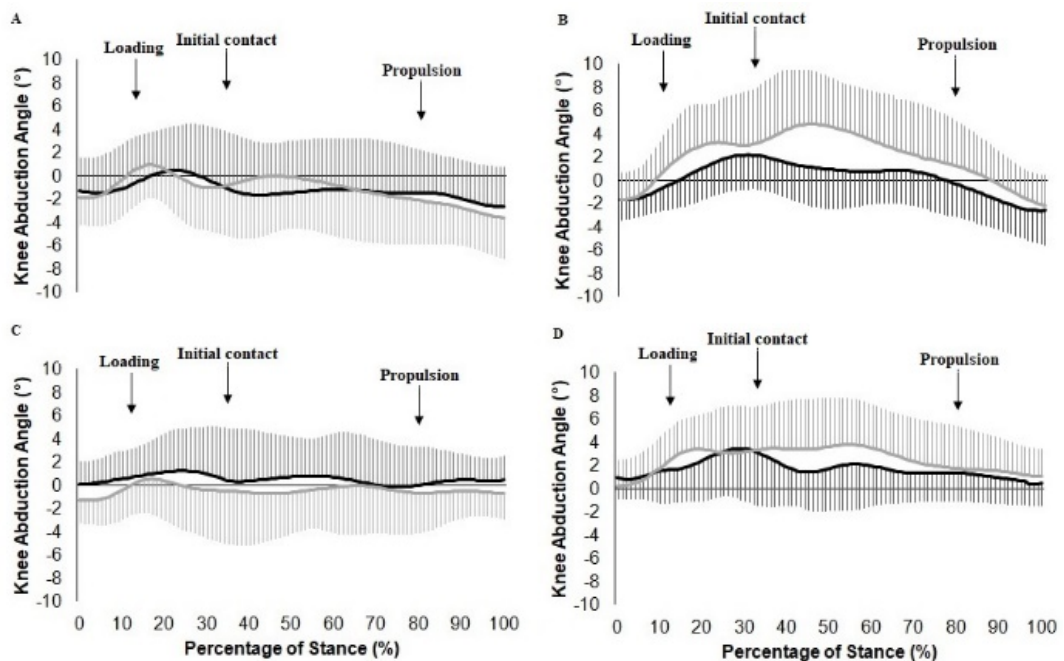 A
Loading
Initial contact
Propulsion
Knee Abduction Angle (°)
10
8
6
4
2
0
-2
-4
-6
-8
-10
B
Loading
Initial contact
Propulsion
Knee Abduction Angle (°)
10
8
6
4
2
0
-2
-4
-6
-8
-10
C
Loading
Initial contact
Propulsion
Knee Abduction Angle (°)
10
8
6
4
2
0
-2
-4
-6
-8
-10
0 10 20 30 40 50 60 70 80 90 100
Percentage of Stance (%)
D
Loading
Initial contact
Propulsion
Knee Abduction Angle (°)
10
8
6
4
2
0
-2
-4
-6
-8
-10
0 10 20 30 40 50 60 70 80 90 100
Percentage of Stance (%)